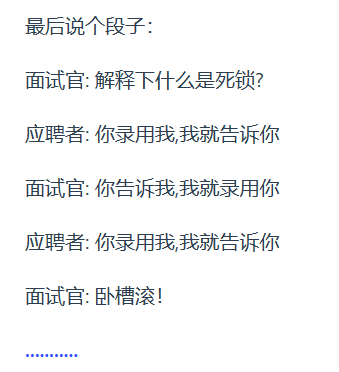 最后说个段子：
面试官: 解释下什么是死锁?
应聘者: 你录用我,我就告诉你
面试官: 你告诉我,我就录用你
应聘者: 你录用我,我就告诉你
面试官: 卧槽滚！
...........